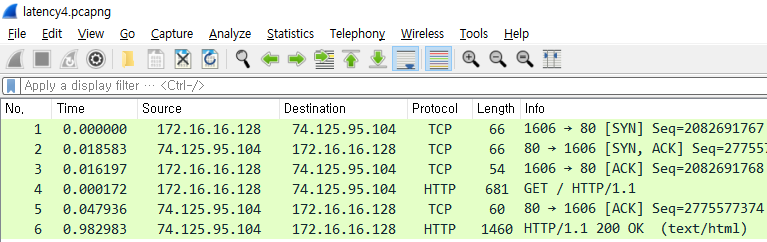 latency4.pcapng
File Edit View Go Capture Analyze Statistics Telephony Wireless Tools Help
Apply a display filter … <Ctrl-/>
No. Time Source Destination Protocol Length Info
1 0.000000 172.16.16.128 74.125.95.104 TCP 66 1606 → 80 [SYN] Seq=2082691767
2 0.018583 74.125.95.104 172.16.16.128 TCP 66 80 → 1606 [SYN, ACK] Seq=27755
3 0.016197 172.16.16.128 74.125.95.104 TCP 54 1606 → 80 [ACK] Seq=2082691768
4 0.000172 172.16.16.128 74.125.95.104 HTTP 681 GET / HTTP/1.1
5 0.047936 74.125.95.104 172.16.16.128 TCP 60 80 → 1606 [ACK] Seq=2775577374
6 0.982983 74.125.95.104 172.16.16.128 HTTP 1460 HTTP/1.1 200 OK (text/html)